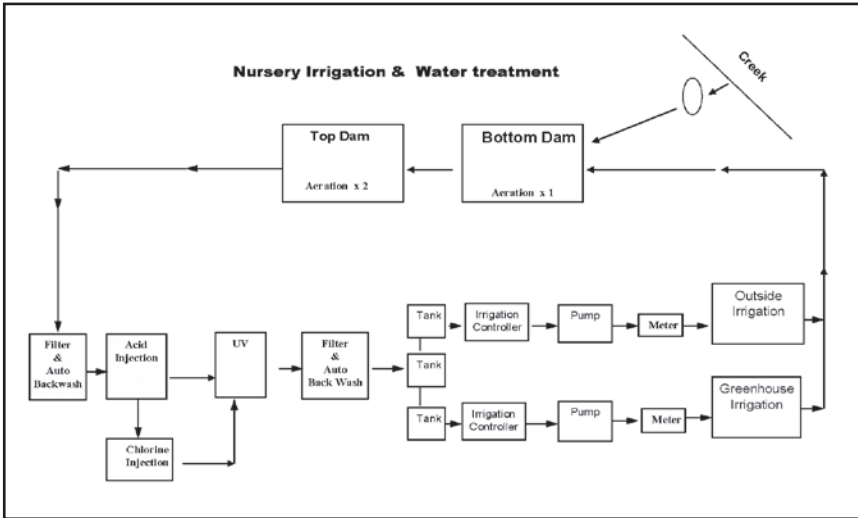 Nursery Irrigation & Water treatment
Creek
Top Dam
Aeration x 2
Bottom Dam
Aeration x 1
Filter
&
Auto
Backwash
Acid
Injection
UV
Filter
&
Auto
Back Wash
Chlorine
Injection
Tank
Tank
Tank
Irrigation
Controller
Pump
Meter
Outside
Irrigation
Irrigation
Controller
Pump
Meter
Greenhouse
Irrigation